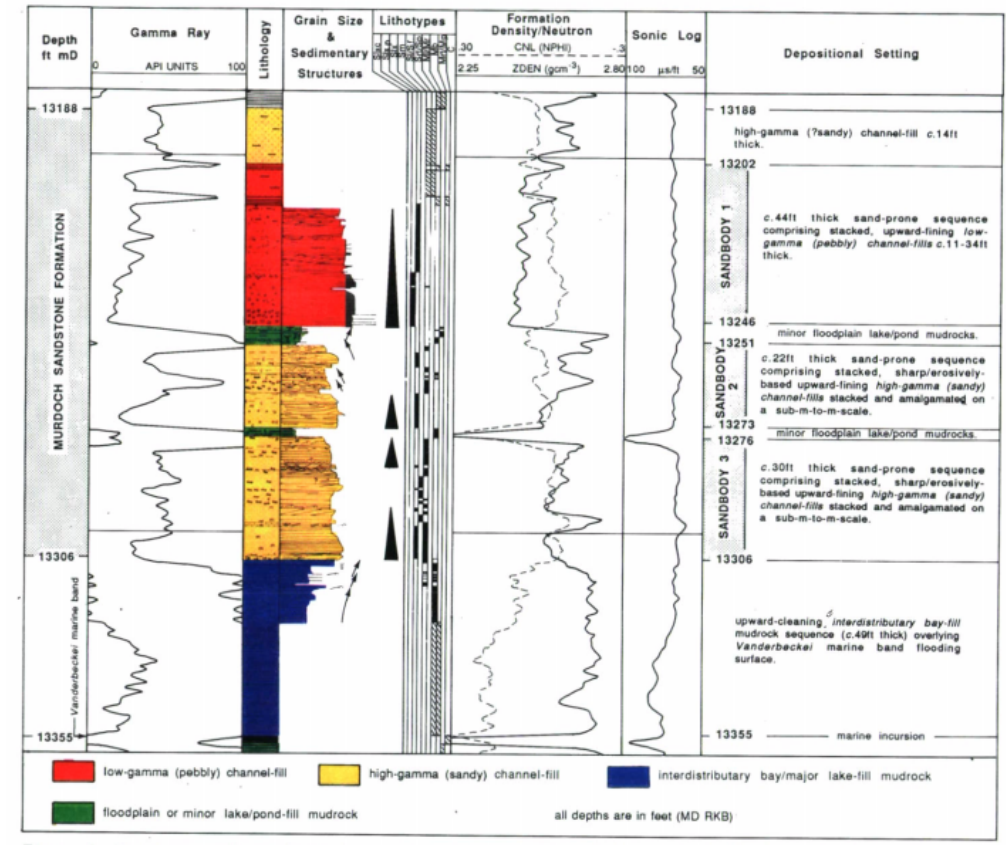 Depth
ft mD
Gamma Ray
0 API UNITS 100
Lithology
Grain Size
&
Sedimentary
Structures
Lithotypes
Formation
Density/Neutron
.30 CNL (NPHI) -.3
2.25 ZDEN (gcm-3) 2.80
Sonic Log
100 µs/ft 50
Depositional Setting
13188
13306
13355
MURDOCH SANDSTONE FORMATION
Vanderbeckei marine band
13188
high-gamma (?sandy) channel-fill c.14ft
thick.
13202
SANDBODY 1
c.44ft thick sand-prone sequence
comprising stacked, upward-fining low-
gamma (pebbly) channel-fills c.11-34ft
thick.
13246
minor floodplain lake/pond mudrocks.
13251
SANDBODY
2
c.22ft thick sand-prone sequence
comprising stacked, sharp/erosively-
based upward-fining high-gamma (sandy)
channel-fills stacked and amalgamated on
a sub-m-to-m-scale.
13273
minor floodplain lake/pond mudrocks.
13276
SANDBODY 3
c.30ft thick sand-prone sequence
comprising stacked, sharp/erosively-
based upward-fining high-gamma (sandy)
channel-fills stacked and amalgamated on
a sub-m-to-m-scale.
13306
upward-cleaning interdistributary bay-fill
mudrock sequence (c.49ft thick) overlying
Vanderbeckei marine band flooding
surface.
13355
marine incursion
low-gamma (pebbly) channel-fill
high-gamma (sandy) channel-fill
interdistributary bay/major lake-fill mudrock
floodplain or minor lake/pond-fill mudrock
all depths are in feet (MD RKB)